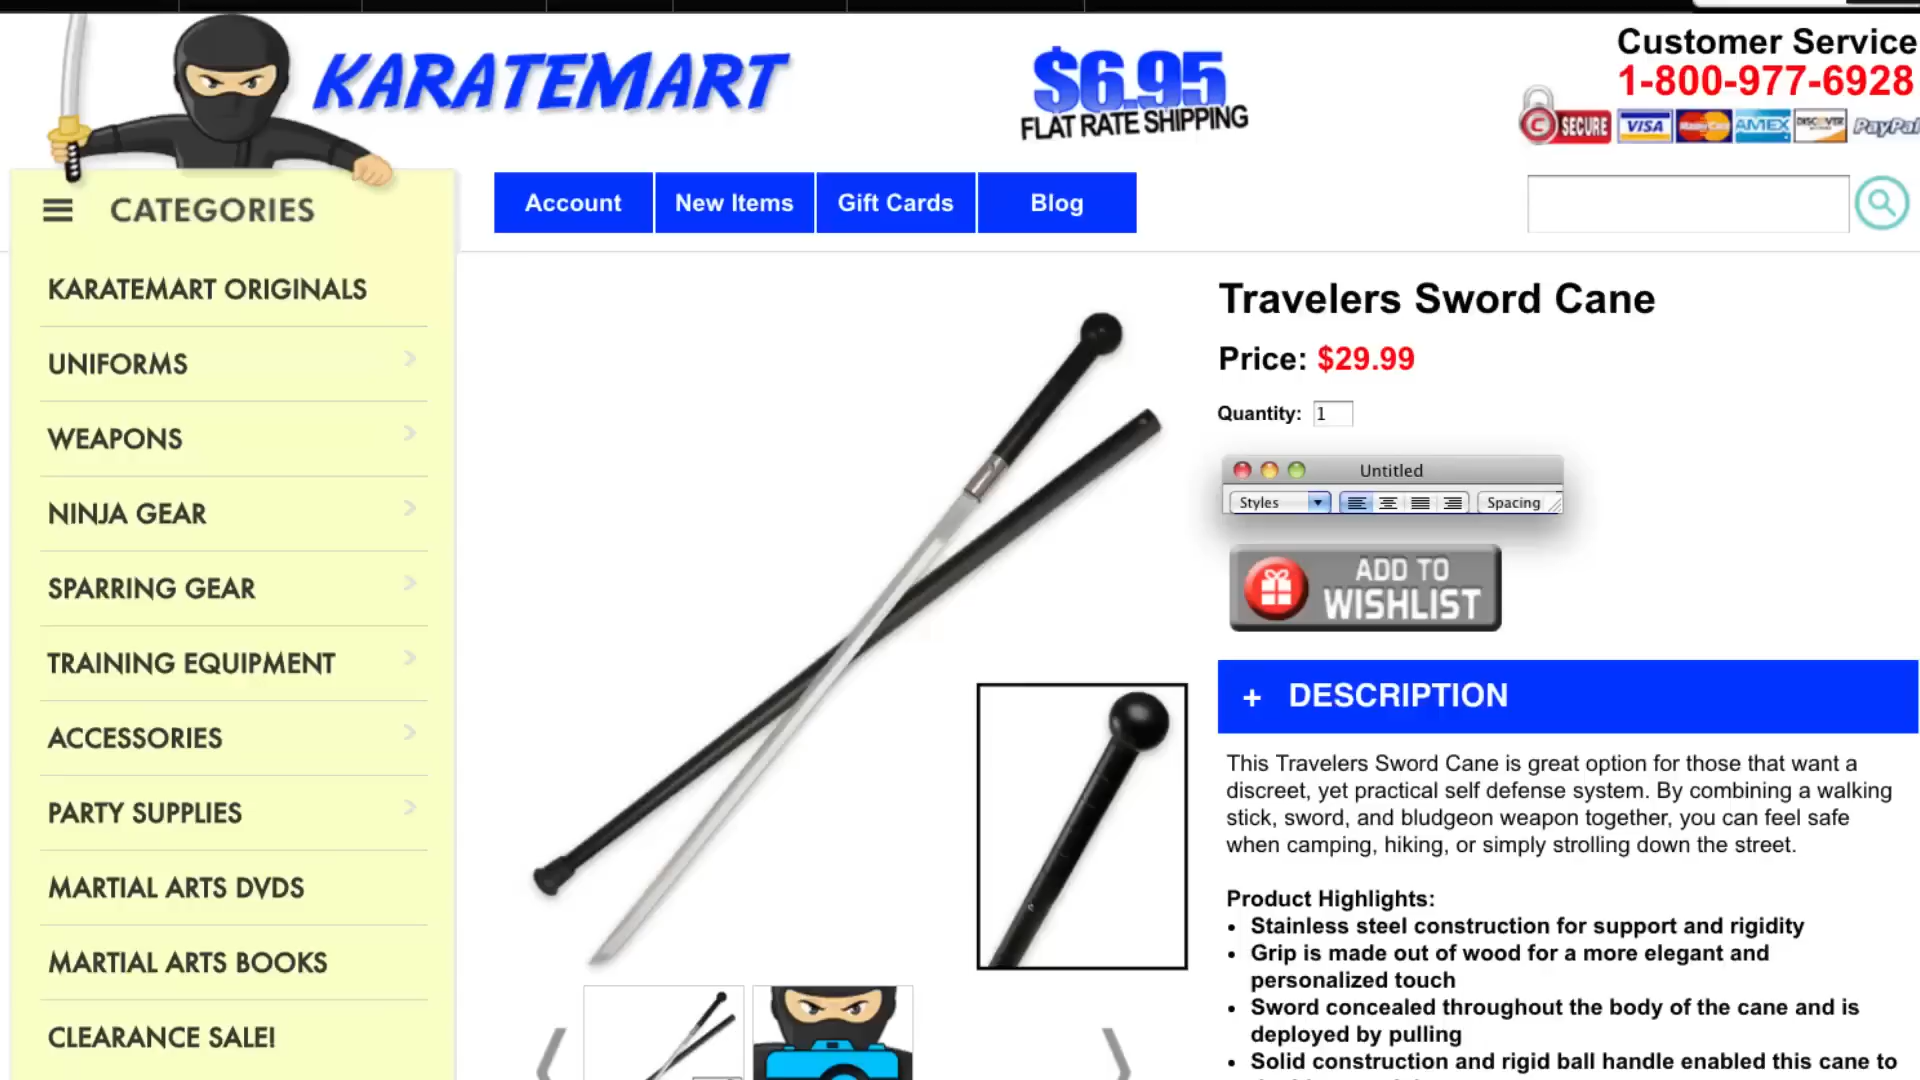 KARATEMART
$6.95
FLAT RATE SHIPPING
Customer Service
1-800-977-6928
SECURE
VISA
MasterCard
AMEX
DISCOVER
PayPal
CATEGORIES
Account
New Items
Gift Cards
Blog
KARATEMART ORIGINALS
UNIFORMS
WEAPONS
NINJA GEAR
SPARRING GEAR
TRAINING EQUIPMENT
ACCESSORIES
PARTY SUPPLIES
MARTIAL ARTS DVDS
MARTIAL ARTS BOOKS
CLEARANCE SALE!
Travelers Sword Cane
Price: $29.99
Quantity: 1
Untitled
Styles
Spacing
ADD TO
WISHLIST
+ DESCRIPTION
This Travelers Sword Cane is great option for those that want a
discreet, yet practical self defense system. By combining a walking
stick, sword, and bludgeon weapon together, you can feel safe
when camping, hiking, or simply strolling down the street.
Product Highlights:
• Stainless steel construction for support and rigidity
• Grip is made out of wood for a more elegant and
personalized touch
• Sword concealed throughout the body of the cane and is
deployed by pulling
• Solid construction and rigid ball handle enabled this cane to